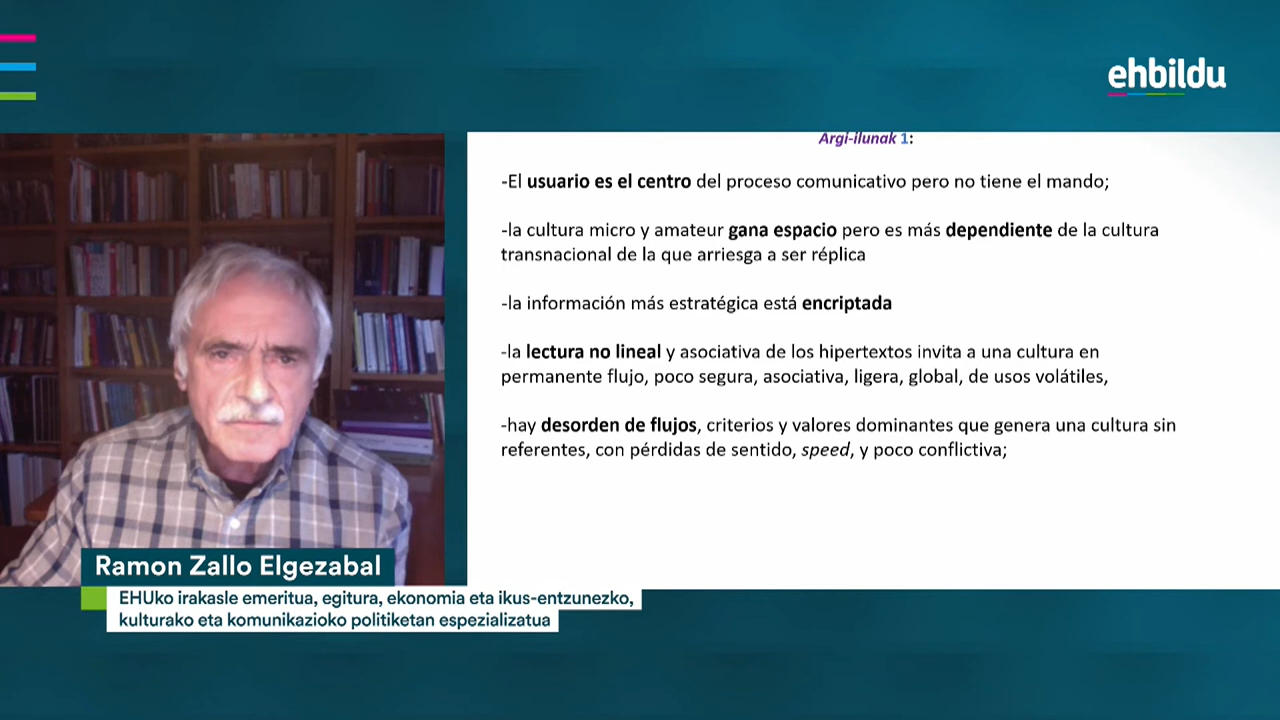 ehbildu
Argi-ilunak 1:
-El usuario es el centro del proceso comunicativo pero no tiene el mando;
-la cultura micro y amateur gana espacio pero es más dependiente de la cultura
transnacional de la que arriesga a ser réplica
-la información más estratégica está encriptada
-la lectura no lineal y asociativa de los hipertextos invita a una cultura en
permanente flujo, poco segura, asociativa, ligera, global, de usos volátiles,
-hay desorden de flujos, criterios y valores dominantes que genera una cultura sin
referentes, con pérdidas de sentido, speed, y poco conflictiva;
Ramon Zallo Elgezabal
EHUko irakasle emeritua, egitura, ekonomia eta ikus-entzunezko,
kulturako eta komunikazioko politiketan espezializatua